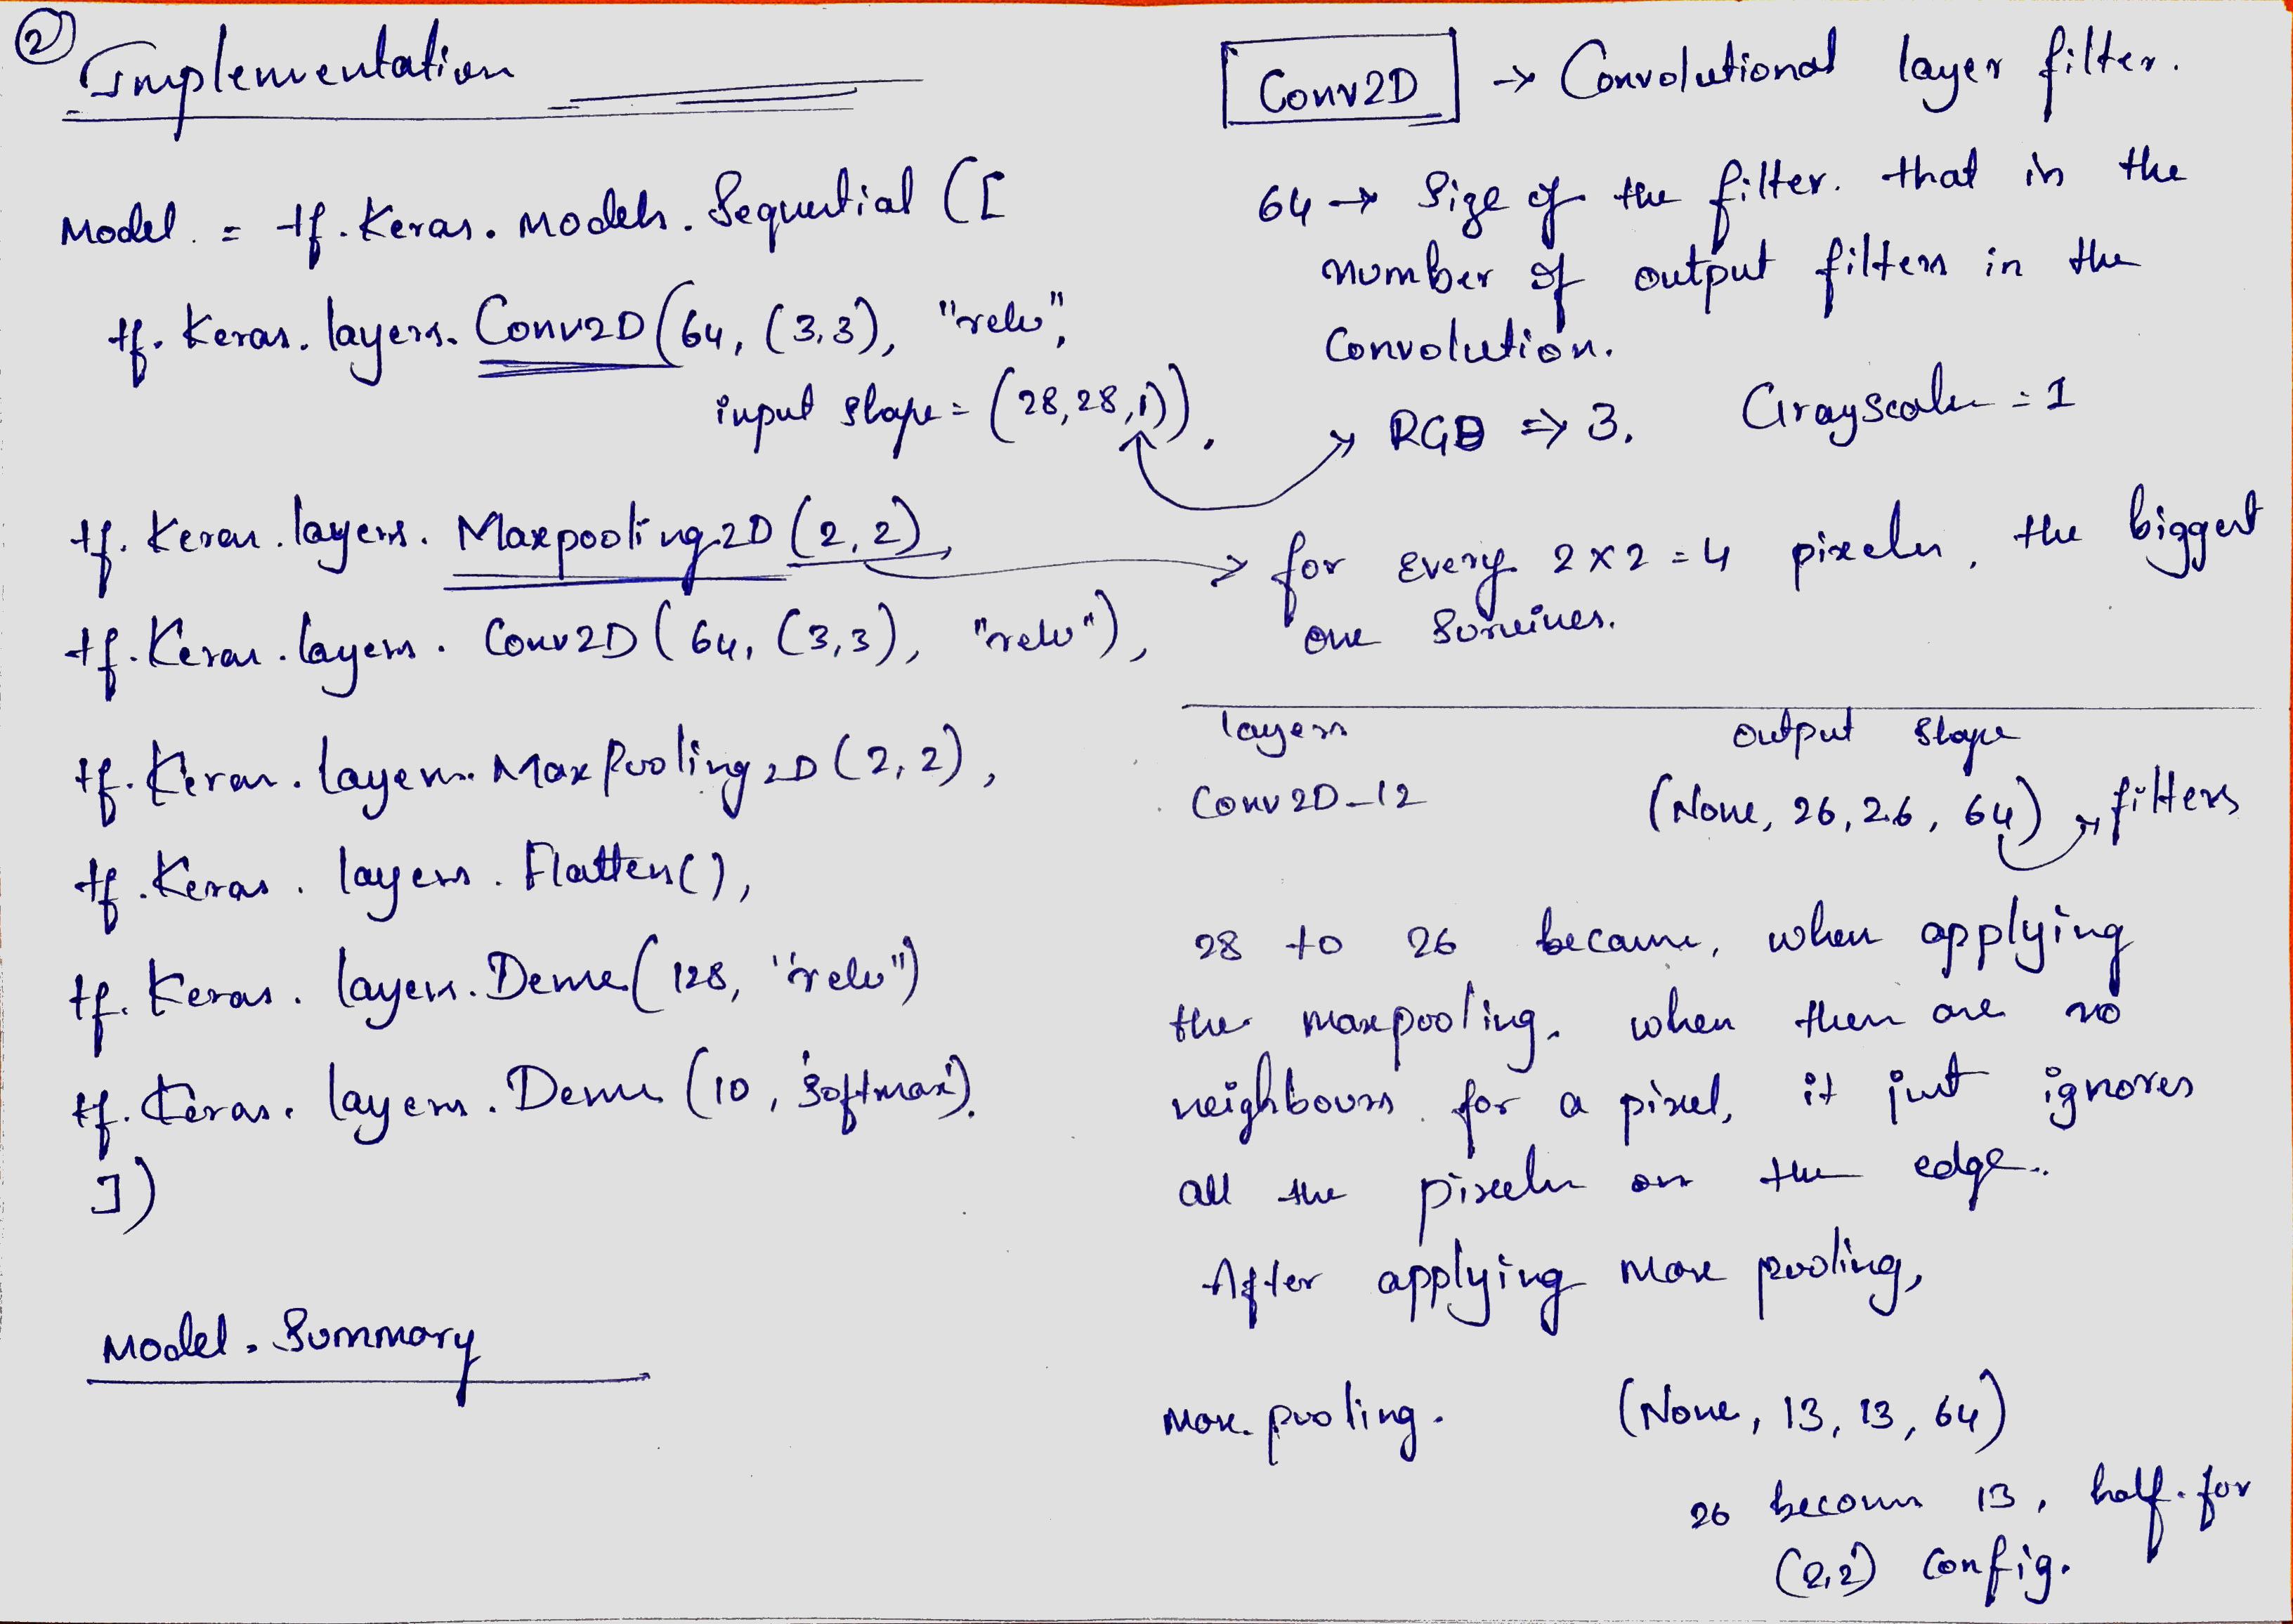 2
Implementation
Model = tf.Keras.models.Sequential ([
tf.Keras.layers.Conv2D(64, (3,3), "relu",
input shape = (28,28,1)),
tf.Keras.layers.Maxpooling2D(2,2),
tf.Keras.layers.Conv2D(64, (3,3), "relu"),
tf.Keras.layers.MaxPooling2D(2,2),
tf.Keras.layers.Flatten(),
tf.Keras.layers.Dense(128, "relu")
tf.Keras.layers.Dense(10, 'softmax').
])
Model.Summary
Conv2D → Convolutional layer filter.
64 → Size of the filter. that is the
number of output filters in the
Convolution.
RGB ⇒ 3. Grayscale = 1
for every 2x2 = 4 pixels, the biggest
one survives.
layers output shape
Conv2D_12 (None, 26, 26, 64) → filters
28 to 26 because, when applying
the maxpooling. when there are no
neighbours for a pixel, it just ignores
all the pixels on the edge..
After applying max pooling,
max.pooling. (None, 13, 13, 64)
26 becomes 13, half.for
(2,2) config.